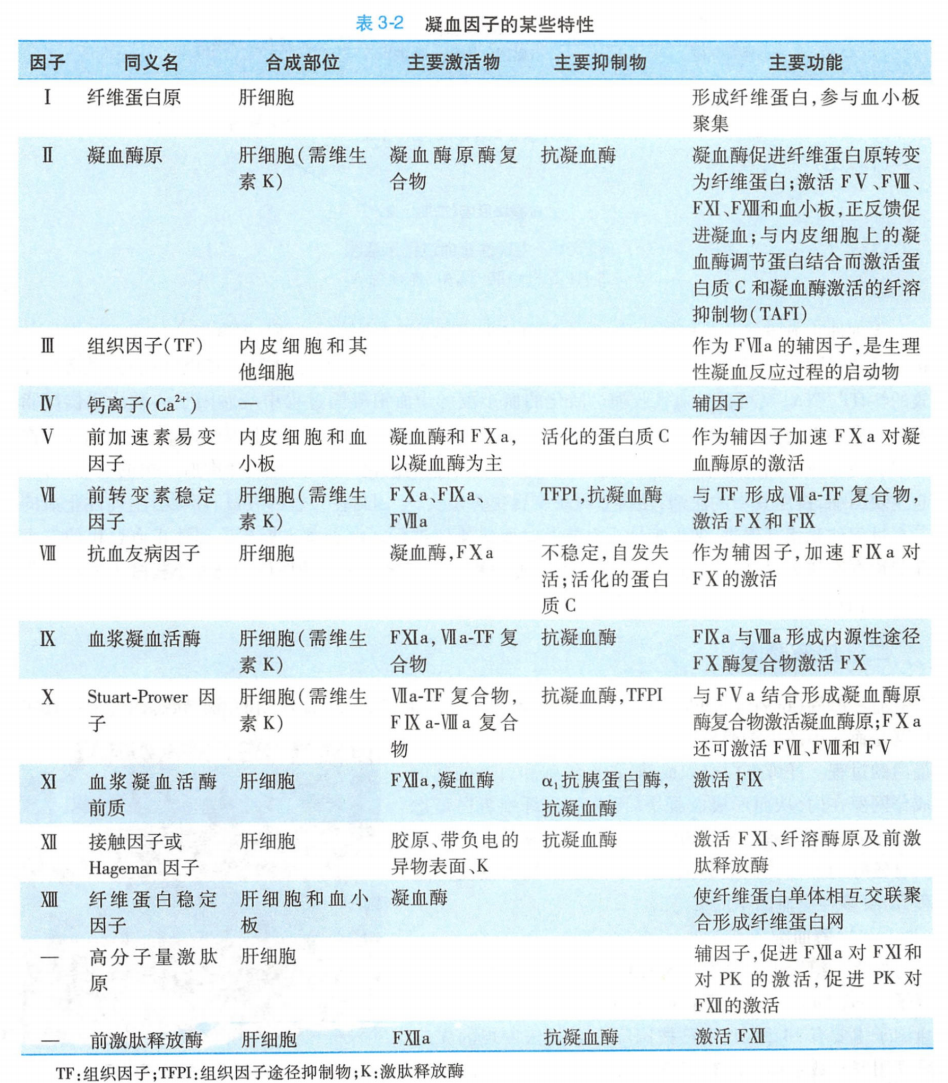 表 3-2 凝血因子的某些特性
因子 同义名 合成部位 主要激活物 主要抑制物 主要功能
Ⅰ 纤维蛋白原 肝细胞 形成纤维蛋白,参与血小板
聚集
Ⅱ 凝血酶原 肝细胞(需维生 凝血酶原酶复 抗凝血酶 凝血酶促进纤维蛋白原转变
素 K) 合物 为纤维蛋白;激活 FⅤ、FⅧ、
FⅪ、FⅩⅢ和血小板,正反馈促
进凝血;与内皮细胞上的凝
血酶调节蛋白结合而激活蛋
白质 C 和凝血酶激活的纤溶
抑制物(TAFI)
Ⅲ 组织因子(TF) 内皮细胞和其 作为 FⅦa 的辅因子,是生理
他细胞 性凝血反应过程的启动物
Ⅳ 钙离子(Ca²⁺) — 辅因子
Ⅴ 前加速素易变 内皮细胞和血 凝血酶和 FⅩa, 活化的蛋白质 C 作为辅因子加速 FⅩa 对凝
因子 小板 以凝血酶为主 血酶原的激活
Ⅶ 前转变素稳定 肝细胞(需维生 FⅩa、FⅨa、 TFPI,抗凝血酶 与 TF 形成Ⅶa-TF 复合物,
因子 素 K) FⅦa 激活 FⅩ和 FⅨ
Ⅷ 抗血友病因子 肝细胞 凝血酶,FⅩa 不稳定,自发失 作为辅因子,加速 FⅨa 对
活;活化的蛋白 FⅩ的激活
质 C
Ⅸ 血浆凝血活酶 肝细胞(需维生 FⅪa,Ⅶa-TF 复 抗凝血酶 FⅨa 与Ⅷa 形成内源性途径
素 K) 合物 FⅩ酶复合物激活 FⅩ
Ⅹ Stuart-Prower 因 肝细胞(需维生 Ⅶa-TF 复合物, 抗凝血酶,TFPI 与 FⅤa 结合形成凝血酶原
子 素 K) FⅨa-Ⅷa 复合 酶复合物激活凝血酶原;FⅩa
物 还可激活 FⅦ、FⅧ和 FⅤ
Ⅺ 血浆凝血活酶 肝细胞 FⅫa,凝血酶 α₁抗胰蛋白酶, 激活 FⅨ
前质 抗凝血酶
Ⅻ 接触因子或 肝细胞 胶原、带负电的 抗凝血酶 激活 FⅪ、纤溶酶原及前激
Hageman 因子 异物表面、K 肽释放酶
ⅩⅢ 纤维蛋白稳定 肝细胞和血小 凝血酶 使纤维蛋白单体相互交联聚
因子 板 合形成纤维蛋白网
— 高分子量激肽 肝细胞 辅因子,促进 FⅫa 对 FⅪ和
原 对 PK 的激活,促进 PK 对
FⅫ的激活
— 前激肽释放酶 肝细胞 FⅫa 抗凝血酶 激活 FⅫ
TF:组织因子;TFPI:组织因子途径抑制物;K:激肽释放酶